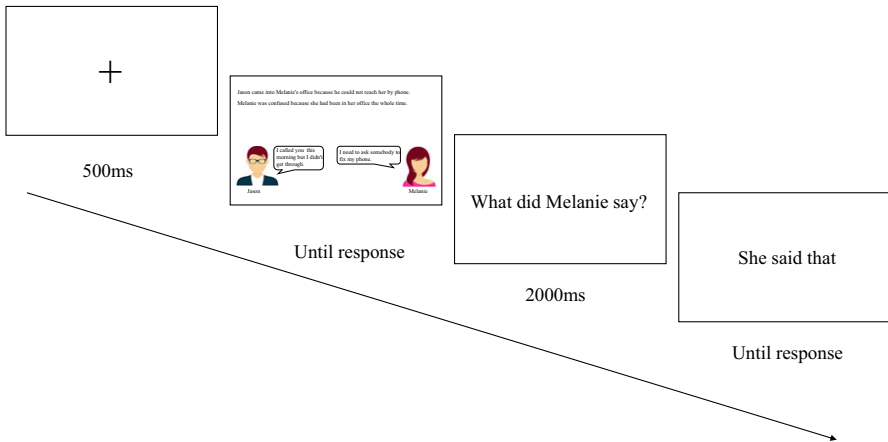 +
500ms
Jason came into Melanie's office because he could not reach her by phone.
Melanie was confused because she had been in her office the whole time.
I called you this
morning but I didn't
get through.
I need to ask somebody to
fix my phone.
Jason
Melanie
Until response
What did Melanie say?
2000ms
She said that
Until response